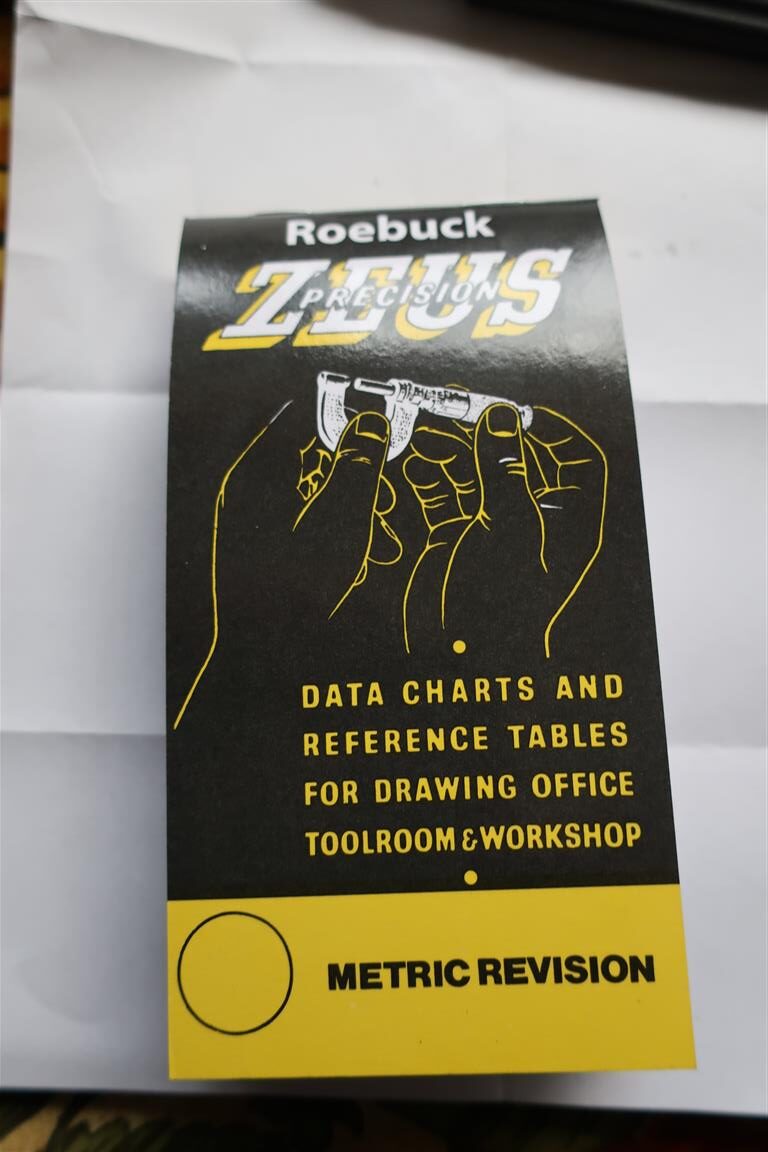 Roebuck
ZEUS
PRECISION
DATA CHARTS AND
REFERENCE TABLES
FOR DRAWING OFFICE
TOOLROOM & WORKSHOP
METRIC REVISION